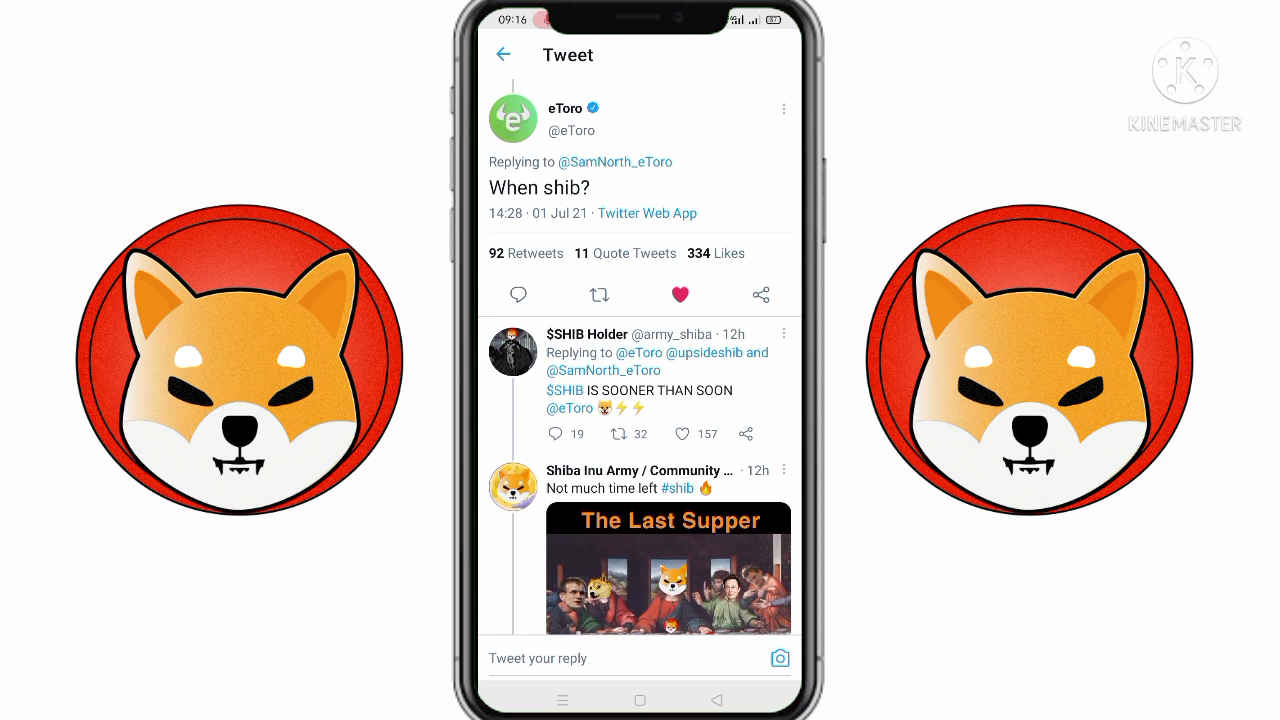 09:16
Tweet
eToro
@eToro
Replying to @SamNorth_eToro
When shib?
14:28 · 01 Jul 21 · Twitter Web App
92 Retweets 11 Quote Tweets 334 Likes
$SHIB Holder @army_shiba · 12h
Replying to @eToro @upsideshib and
@SamNorth_eToro
$SHIB IS SOONER THAN SOON
@eToro 🐕⚡⚡
19 32 157
Shiba Inu Army / Community ... · 12h
Not much time left #shib 🔥
The Last Supper
Tweet your reply
K
KINEMASTER